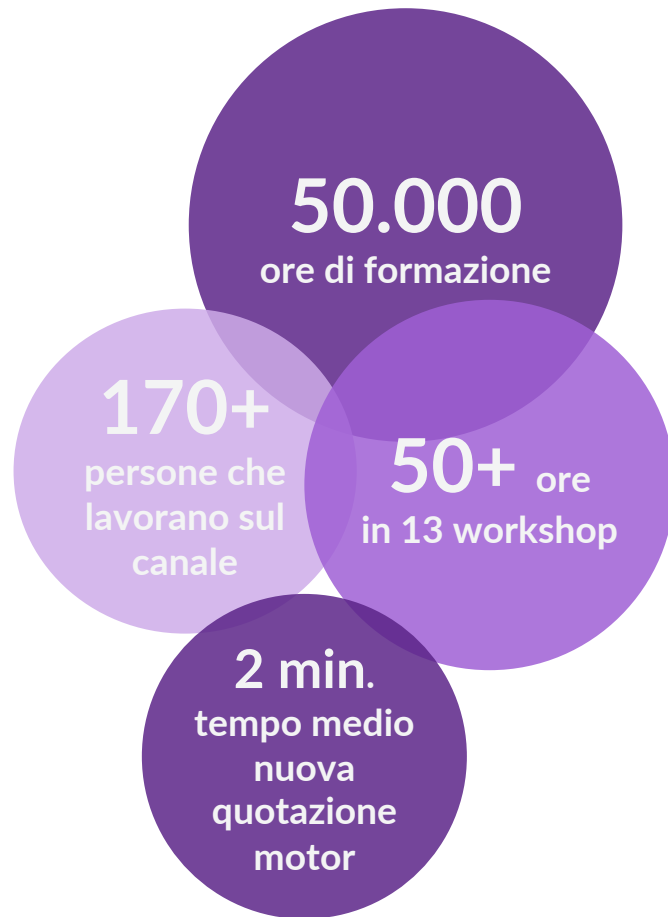 50.000
ore di formazione
170+
persone che
lavorano sul
canale
50+ ore
in 13 workshop
2 min.
tempo medio
nuova
quotazione
motor